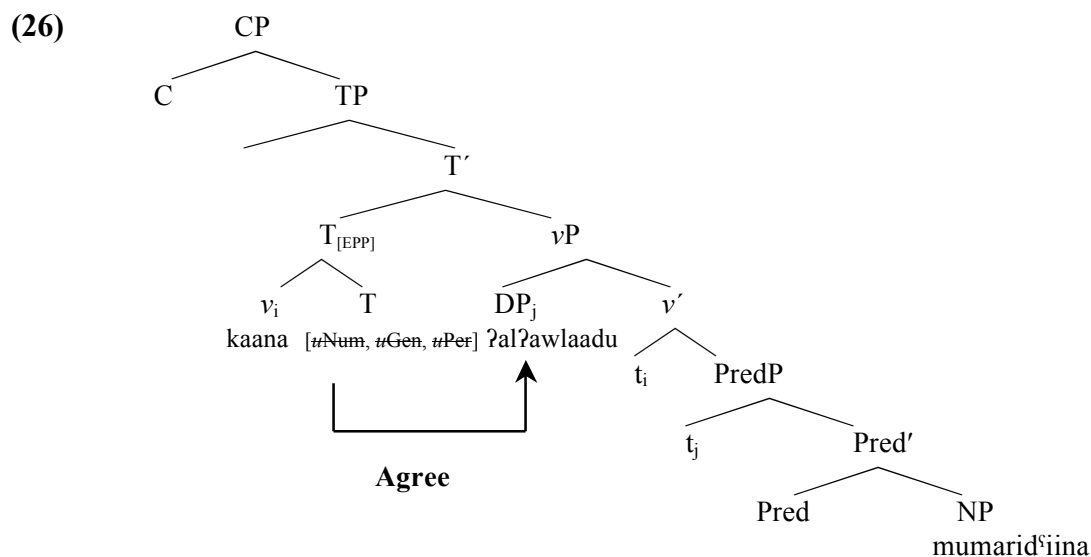 (26)
CP
C TP
T′
T[EPP] vP
vi T DPj v′
kaana [uNum, uGen, uPer] ʔalʔawlaadu
ti PredP
tj Pred′
Agree
Pred NP
mumaridˤiina